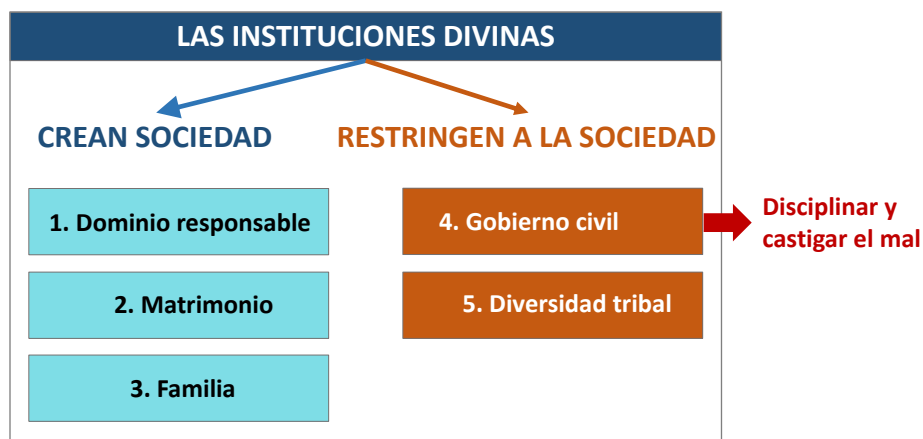 LAS INSTITUCIONES DIVINAS
CREAN SOCIEDAD
RESTRINGEN A LA SOCIEDAD
1. Dominio responsable
2. Matrimonio
3. Familia
4. Gobierno civil
5. Diversidad tribal
Disciplinar y
castigar el mal